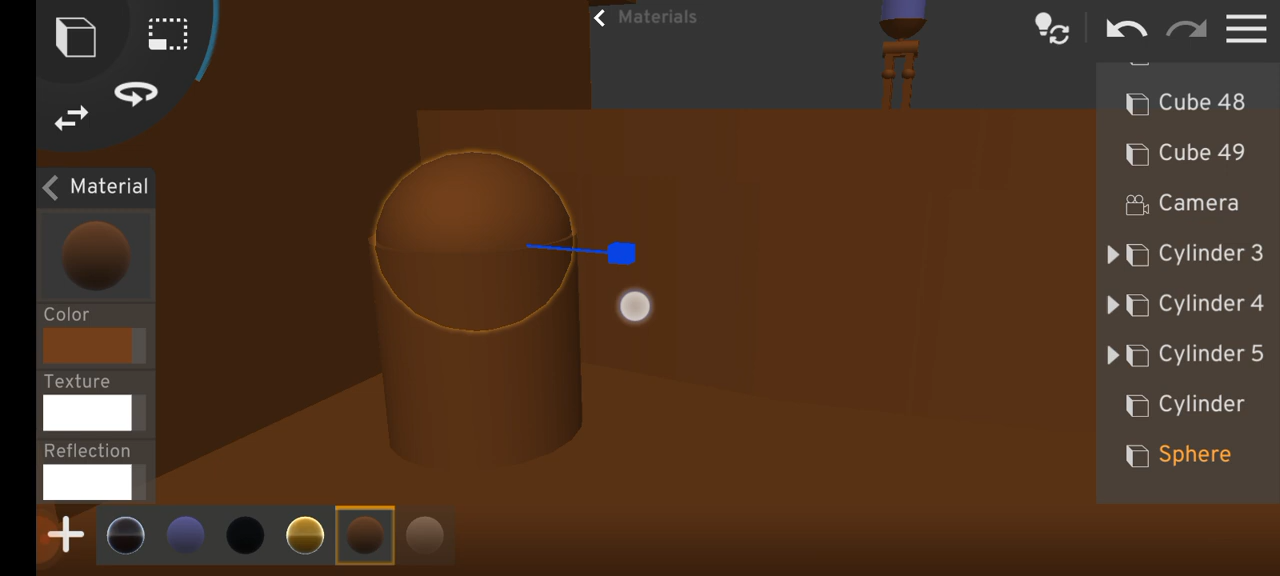 Materials
Material
Color
Texture
Reflection
Cube 48
Cube 49
Camera
Cylinder 3
Cylinder 4
Cylinder 5
Cylinder
Sphere